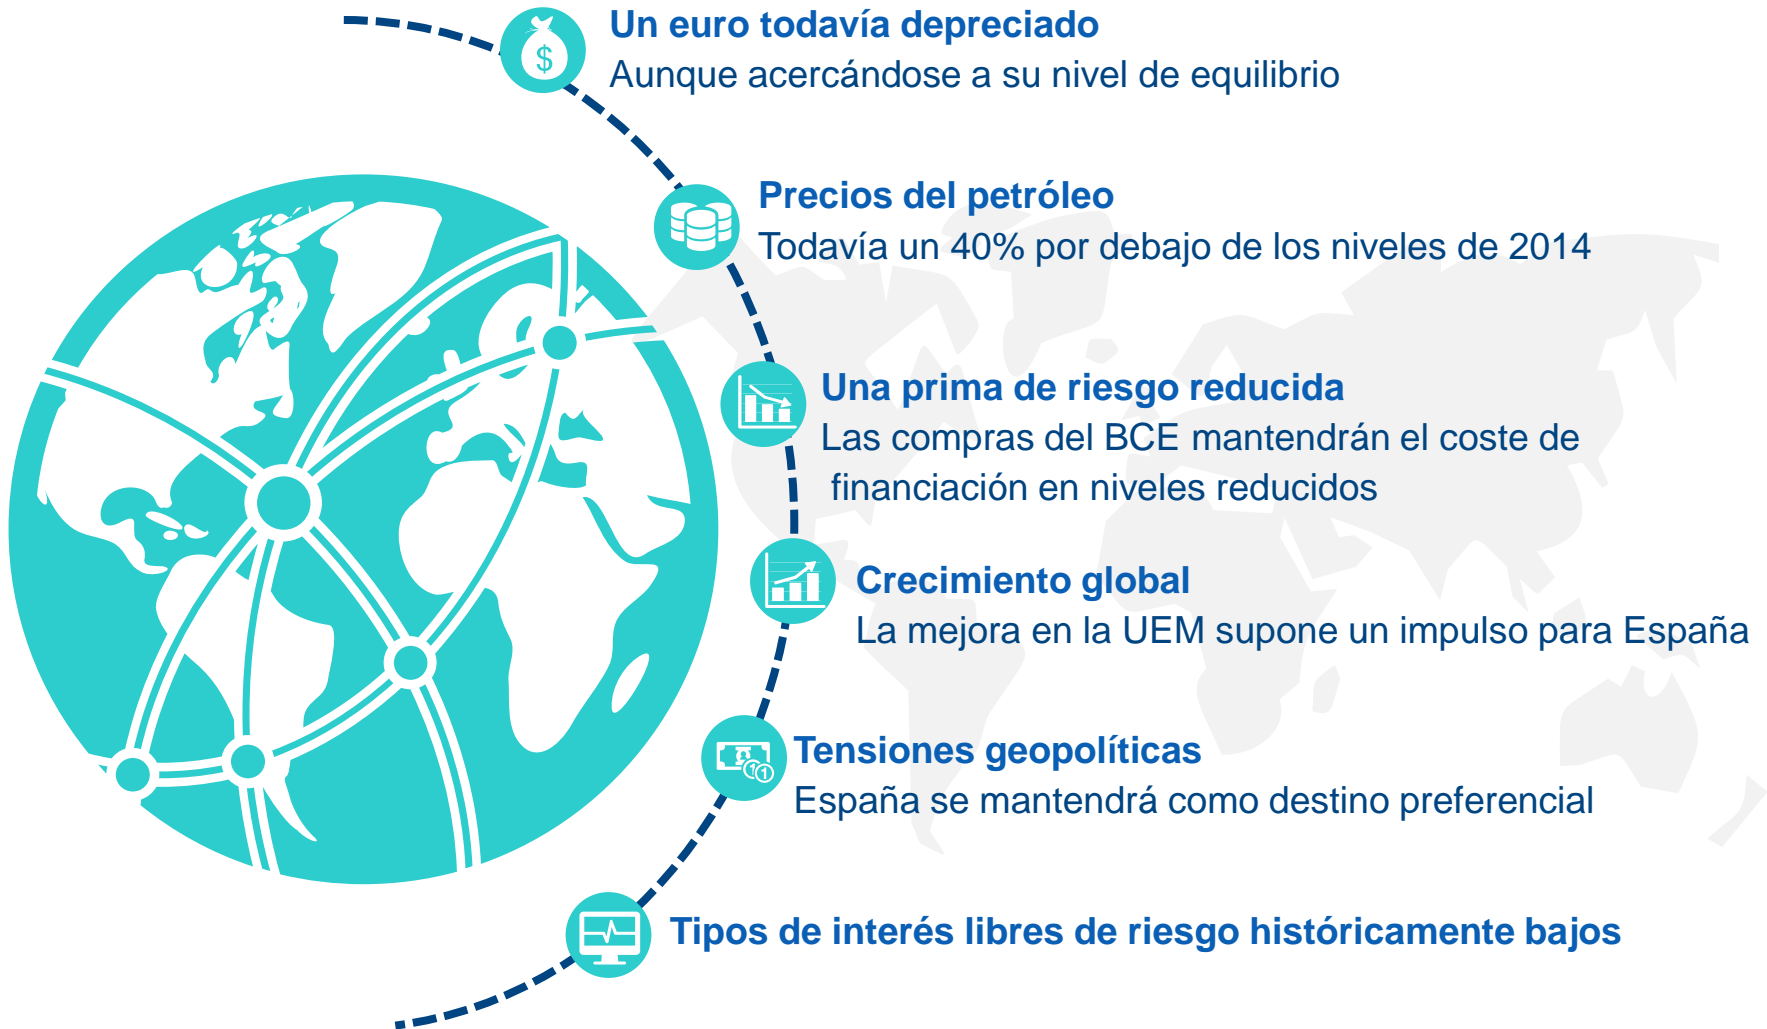 $
Un euro todavía depreciado
Aunque acercándose a su nivel de equilibrio
Precios del petróleo
Todavía un 40% por debajo de los niveles de 2014
Una prima de riesgo reducida
Las compras del BCE mantendrán el coste de
financiación en niveles reducidos
Crecimiento global
La mejora en la UEM supone un impulso para España
1 1
Tensiones geopolíticas
España se mantendrá como destino preferencial
Tipos de interés libres de riesgo históricamente bajos